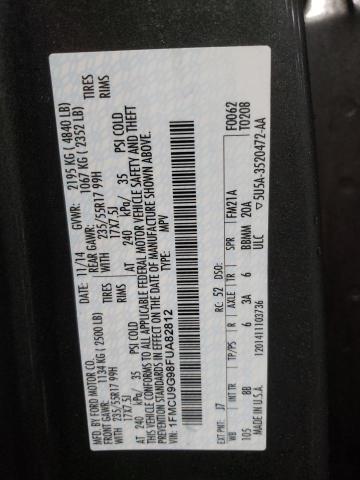 MFD. BY FORD MOTOR CO.
DATE: 11/14 GVWR: 2195 KG ( 4840 LB)
FRONT GAWR: 1134 KG ( 2500 LB) REAR GAWR: 1067 KG ( 2352 LB)
WITH 235/55R17 99H TIRES WITH 235/55R17 99H TIRES
17X7.5J RIMS 17X7.5J RIMS
AT 240 kPa/ 35 PSI COLD AT 240 kPa/ 35 PSI COLD
THIS VEHICLE CONFORMS TO ALL APPLICABLE FEDERAL MOTOR VEHICLE SAFETY AND THEFT
PREVENTION STANDARDS IN EFFECT ON THE DATE OF MANUFACTURE SHOWN ABOVE.
VIN: 1FMCU9G98FUA82812
TYPE: MPV
F0062
T0208
EXT PNT: J7 RC: 52 DSO: FM21A
WB INT TR TP/PS R AXLE TR SPR
105 8B 6 3A 6 BBMM 20A
1201411103736 ULC 5U5A-3520472-AA